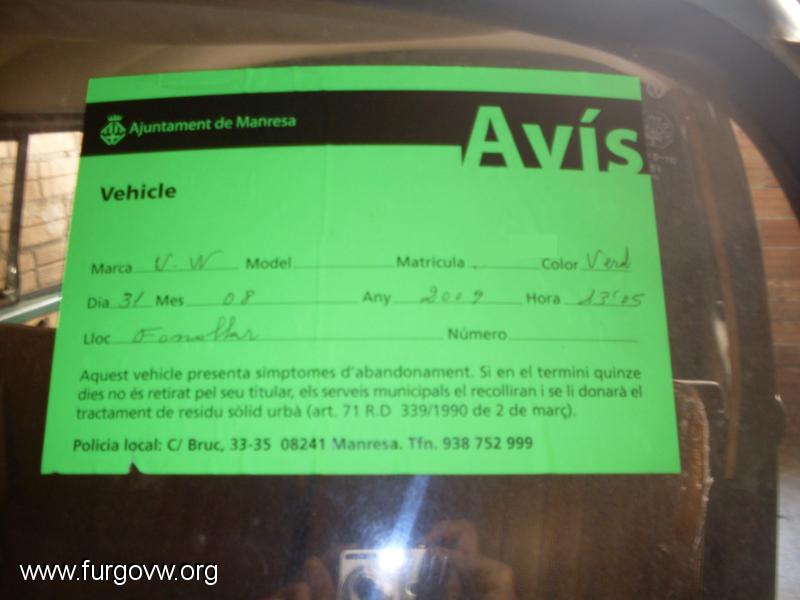 Ajuntament de Manresa
Avís
Vehicle
Marca V.W Model Matrícula Color Verd
Dia 31 Mes 08 Any 2009 Hora 13'05
Lloc Fonollar Número
Aquest vehicle presenta símptomes d'abandonament. Si en el termini quinze
dies no és retirat pel seu titular, els serveis municipals el recolliran i se li donarà el
tractament de residu sòlid urbà (art. 71 R.D 339/1990 de 2 de març).
Policia local: C/ Bruc, 33-35 08241 Manresa. Tfn. 938 752 999
www.furgovw.org